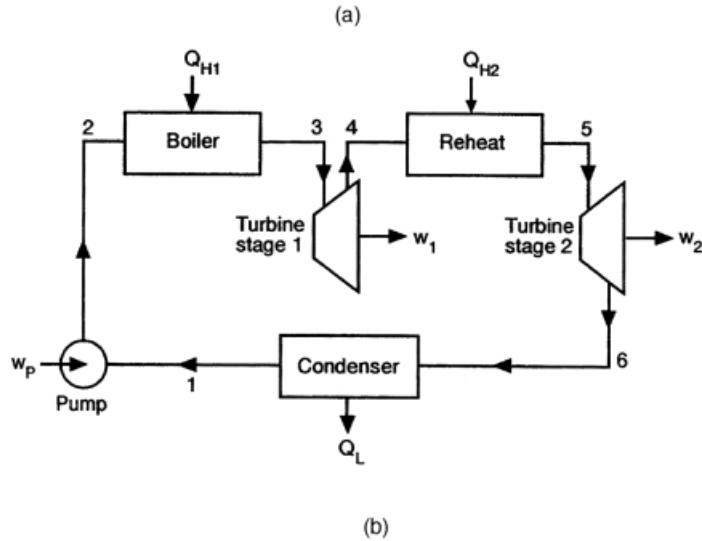 (a)
Q_H1
Q_H2
2
Boiler
3
4
Reheat
5
Turbine
stage 1
w_1
Turbine
stage 2
w_2
w_P
Pump
1
Condenser
6
Q_L
(b)